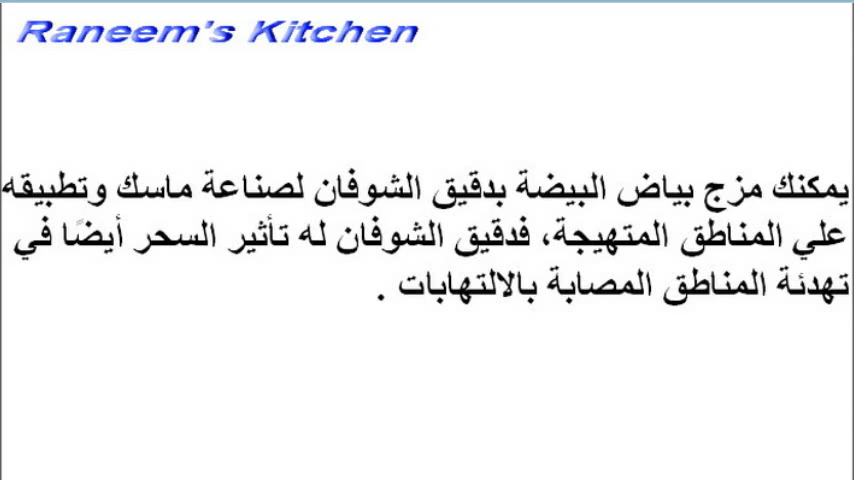 Raneem's Kitchen
يمكنك مزج بياض البيضة بدقيق الشوفان لصناعة ماسك وتطبيقه
علي المناطق المتهيجة، فدقيق الشوفان له تأثير السحر أيضًا في
تهدئة المناطق المصابة بالالتهابات .